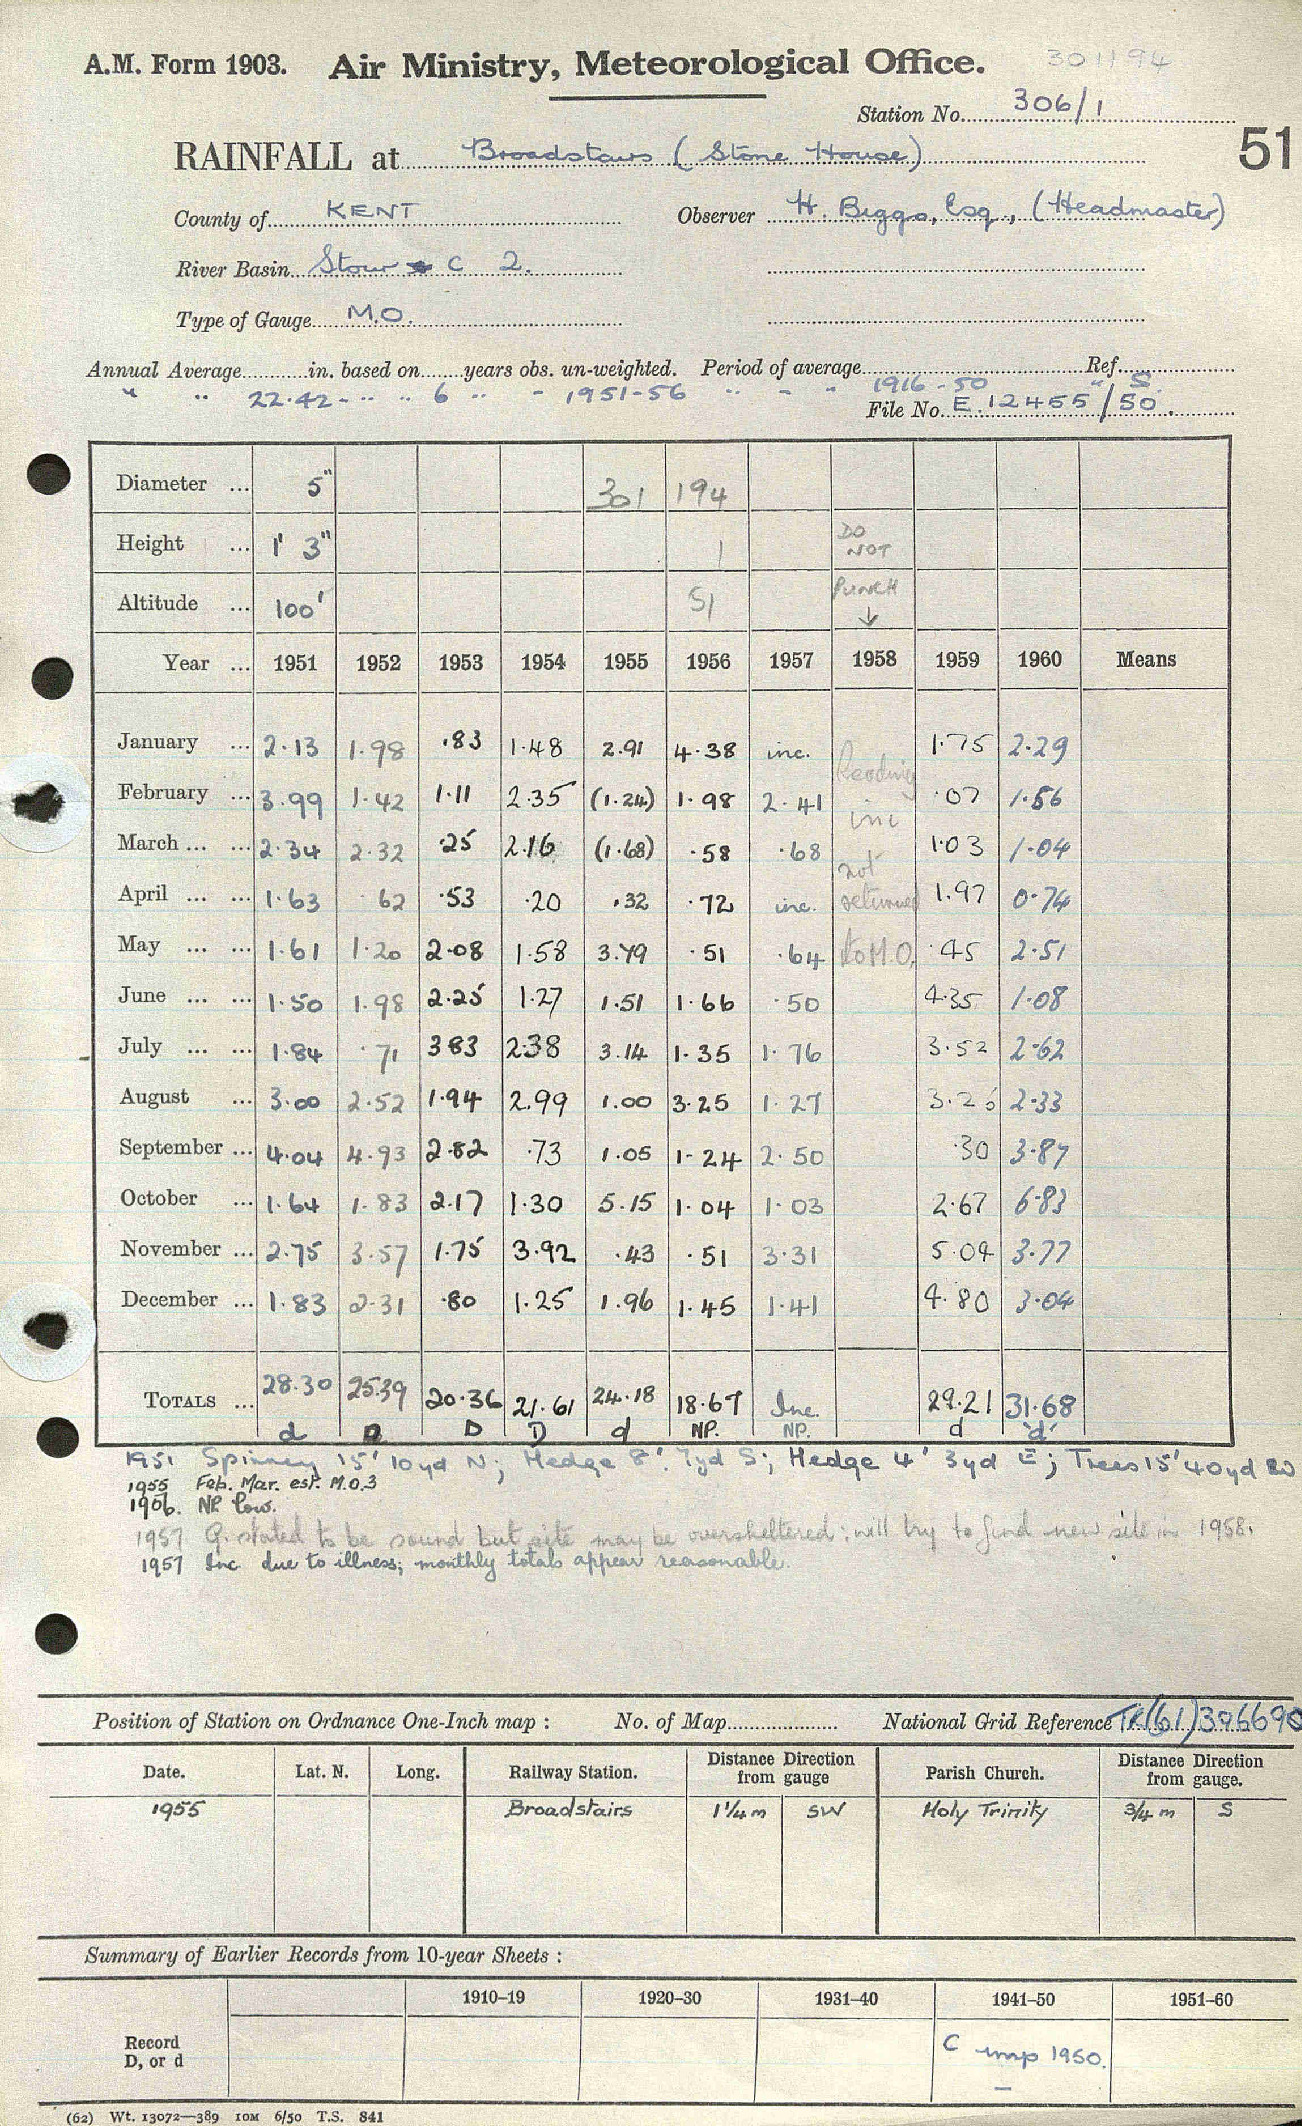 A.M. Form 1903. Air Ministry, Meteorological Office. 301194
Station No. 306/1
RAINFALL at Broadstairs (Stone House) 51
County of KENT Observer H. Biggs, Esq., (Headmaster)
River Basin Stour C 2.
Type of Gauge M.O.
Annual Average in. based on years obs. un-weighted. Period of average Ref.
" " 22.42 - " " 6 " - 1951-56 " - " 1916-50 " S.
File No. E.12455/50.
Diameter ... 5" 301 194
Height ... 1' 3" 1 DO NOT
Altitude ... 100' 51 PUNCH ↓
Year ... 1951 1952 1953 1954 1955 1956 1957 1958 1959 1960 Means
January ... 2.13 1.98 .83 1.48 2.91 4.38 inc. 1.75 2.29
February ... 3.99 1.42 1.11 2.35 (1.24) 1.98 2.41 Readings .07 1.56
March ... ... 2.34 2.32 .25 2.16 (1.68) .58 .68 inc 1.03 1.04
April ... ... 1.63 62 .53 .20 .32 .72 inc. not returned 1.97 0.74
May ... ... 1.61 1.20 2.08 1.58 3.79 .51 .64 to M.O. .45 2.51
June ... ... 1.50 1.98 2.25 1.27 1.51 1.66 .50 4.35 1.08
July ... ... 1.84 .71 3.83 2.38 3.14 1.35 1.76 3.52 2.62
August ... 3.00 2.52 1.94 2.99 1.00 3.25 1.27 3.26 2.33
September ... 4.04 4.93 2.82 .73 1.05 1.24 2.50 .30 3.87
October ... 1.64 1.83 2.17 1.30 5.15 1.04 1.03 2.67 6.83
November ... 2.75 3.57 1.75 3.92 .43 .51 3.31 5.04 3.77
December ... 1.83 2.31 .80 1.25 1.96 1.45 1.41 4.80 3.04
TOTALS ... 28.30 25.39 20.36 21.61 24.18 18.67 Inc. 29.21 31.68
d D D D d NP. NP. d 'd'
1951 Spinney 15' 10yd N; Hedge 8' 7yd S; Hedge 4' 3yd E; Trees 15' 40yd
1955 Feb. Mar. est. M.O.3
1956. NP low.
1957 G. stated to be sound but site may be oversheltered: will try to find new site in 1958.
1957 Inc due to illness; monthly totals appear reasonable.
Position of Station on Ordnance One-Inch map : No. of Map National Grid Reference TR(61)396690
Date. Lat. N. Long. Railway Station. Distance Direction from gauge Parish Church. Distance Direction from gauge.
1955 Broadstairs 1¼ m SW Holy Trinity ¾ m S
Summary of Earlier Records from 10-year Sheets :
1910–19 1920–30 1931–40 1941–50 1951–60
Record D, or d C imp 1950.
(62) Wt. 13072—389 10M 6/50 T.S. 841